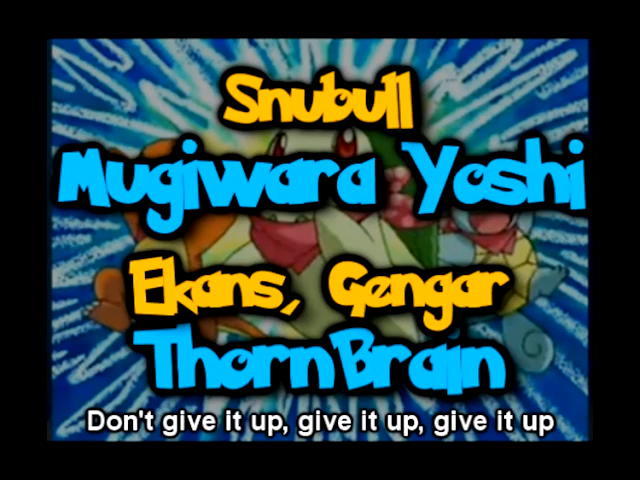 Snubull
Mugiwara Yoshi
Ekans, Gengar
ThornBrain
Don't give it up, give it up, give it up